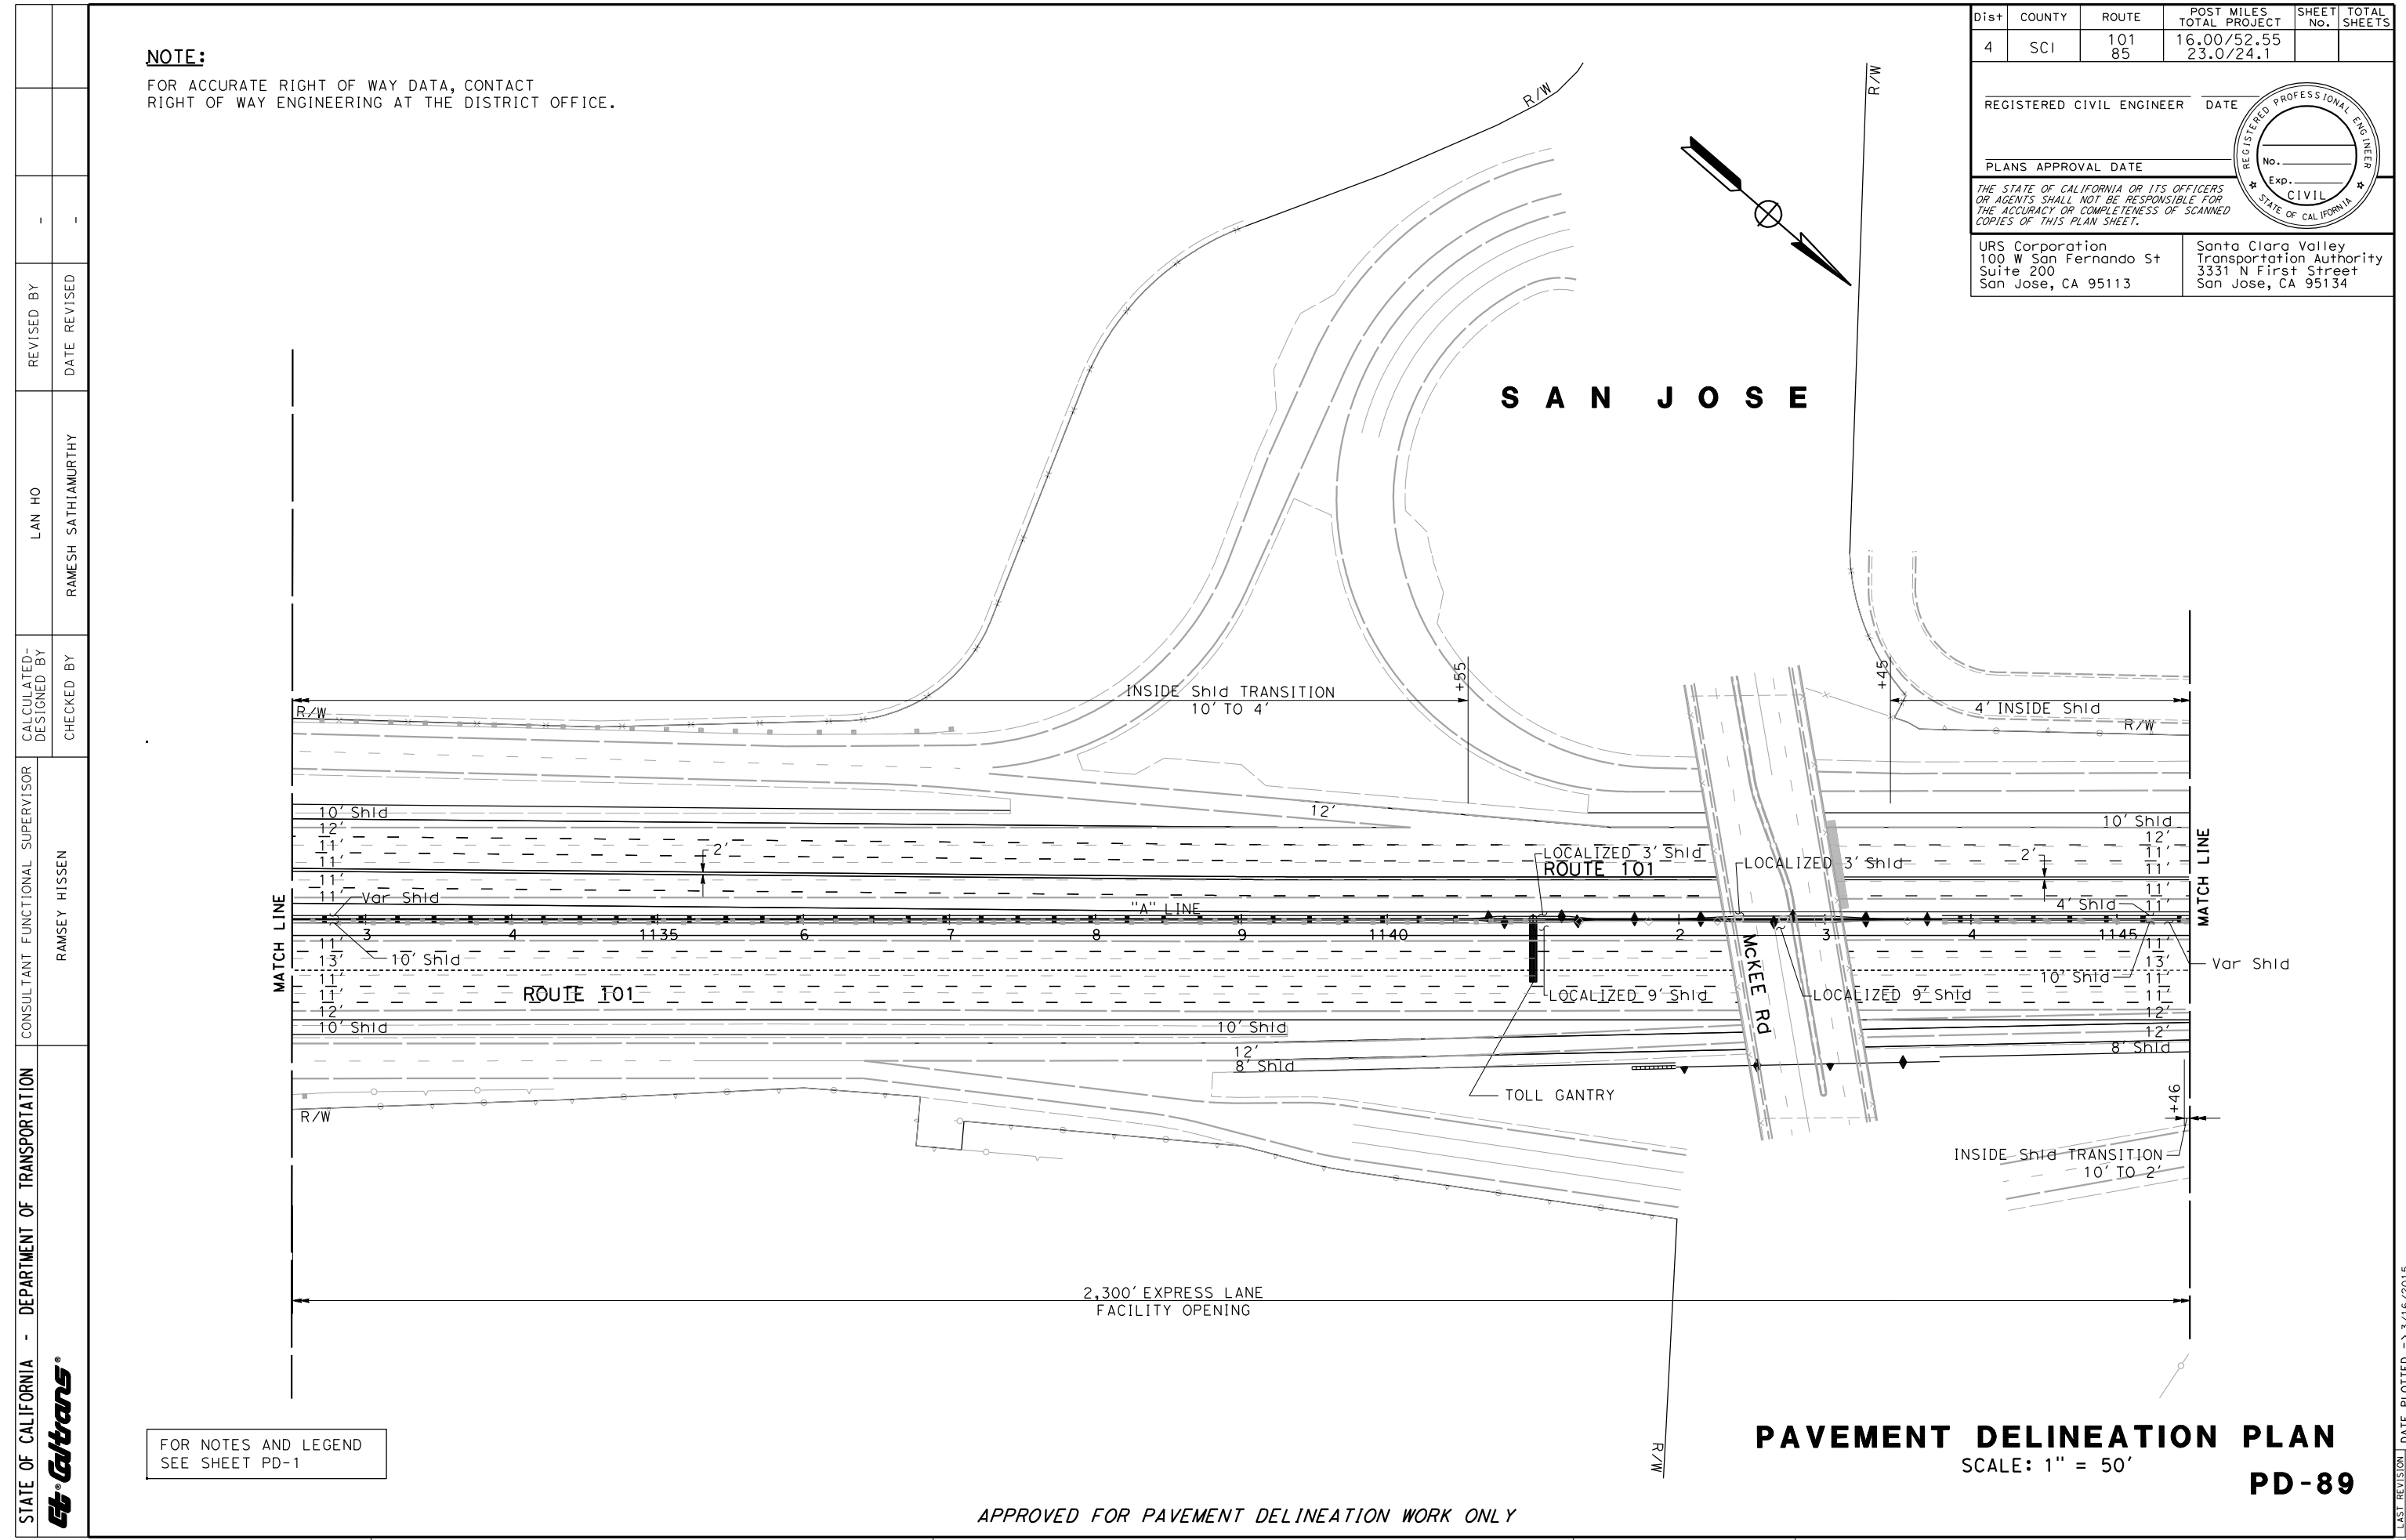 Dist COUNTY ROUTE POST MILES TOTAL PROJECT SHEET No. TOTAL SHEETS
4 SCl 101 85 16.00/52.55 23.0/24.1
REGISTERED CIVIL ENGINEER DATE
PLANS APPROVAL DATE
REGISTERED PROFESSIONAL ENGINEER
No.
Exp.
CIVIL
STATE OF CALIFORNIA
THE STATE OF CALIFORNIA OR ITS OFFICERS
OR AGENTS SHALL NOT BE RESPONSIBLE FOR
THE ACCURACY OR COMPLETENESS OF SCANNED
COPIES OF THIS PLAN SHEET.
URS Corporation
100 W San Fernando St
Suite 200
San Jose, CA 95113
Santa Clara Valley
Transportation Authority
3331 N First Street
San Jose, CA 95134
NOTE:
FOR ACCURATE RIGHT OF WAY DATA, CONTACT
RIGHT OF WAY ENGINEERING AT THE DISTRICT OFFICE.
R/W
R/W
SAN JOSE
INSIDE Shld TRANSITION
10' TO 4'
+55
+45
4' INSIDE Shld
R/W
R/W
10' Shld
12'
11'
11'
11'
11'
Var Shld
2'
12'
LOCALIZED 3' Shld
ROUTE 101
LOCALIZED 3' Shld
2'
10' Shld
12'
11'
11'
11'
11'
4' Shld
"A" LINE
MATCH LINE
MATCH LINE
3 4 1135 6 7 8 9 1140 2 3 4 1145
11'
13'
11'
11'
12'
10' Shld
10' Shld
ROUTE 101
10' Shld
12'
8' Shld
LOCALIZED 9' Shld
McKEE Rd
LOCALIZED 9' Shld
10' Shld
Var Shld
11'
13'
11'
11'
12'
12'
8' Shld
TOLL GANTRY
R/W
+46
INSIDE Shld TRANSITION
10' TO 2'
2,300' EXPRESS LANE
FACILITY OPENING
R/W
FOR NOTES AND LEGEND
SEE SHEET PD-1
PAVEMENT DELINEATION PLAN
SCALE: 1" = 50'
PD-89
APPROVED FOR PAVEMENT DELINEATION WORK ONLY
STATE OF CALIFORNIA - DEPARTMENT OF TRANSPORTATION
Ct® Caltrans®
CONSULTANT FUNCTIONAL SUPERVISOR
RAMSEY HISSEN
CALCULATED-
DESIGNED BY
CHECKED BY
LAN HO
RAMESH SATHIAMURTHY
REVISED BY
DATE REVISED
-
-
LAST REVISION
DATE PLOTTED => 3/16/2015